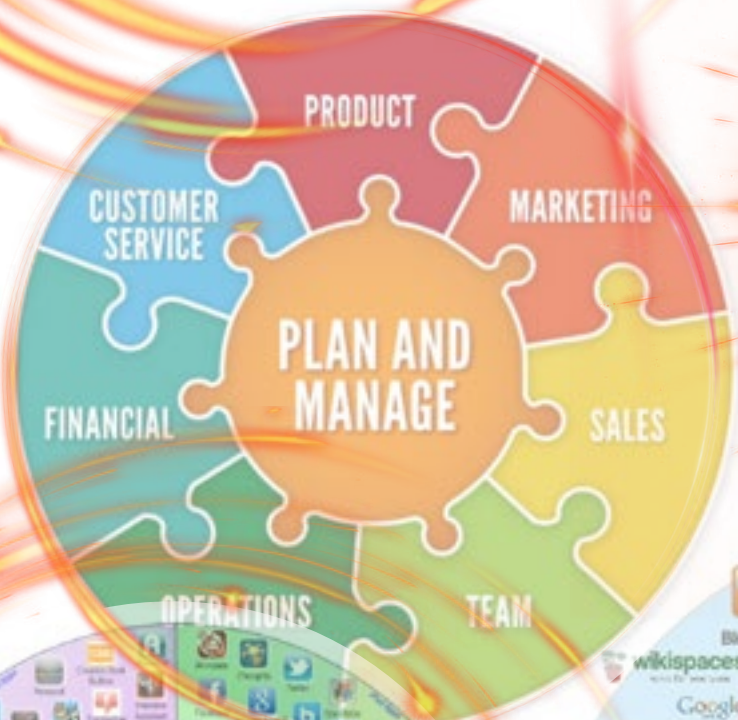 PRODUCT
MARKETING
CUSTOMER
SERVICE
PLAN AND
MANAGE
FINANCIAL
SALES
OPERATIONS
TEAM
wikispaces
Google